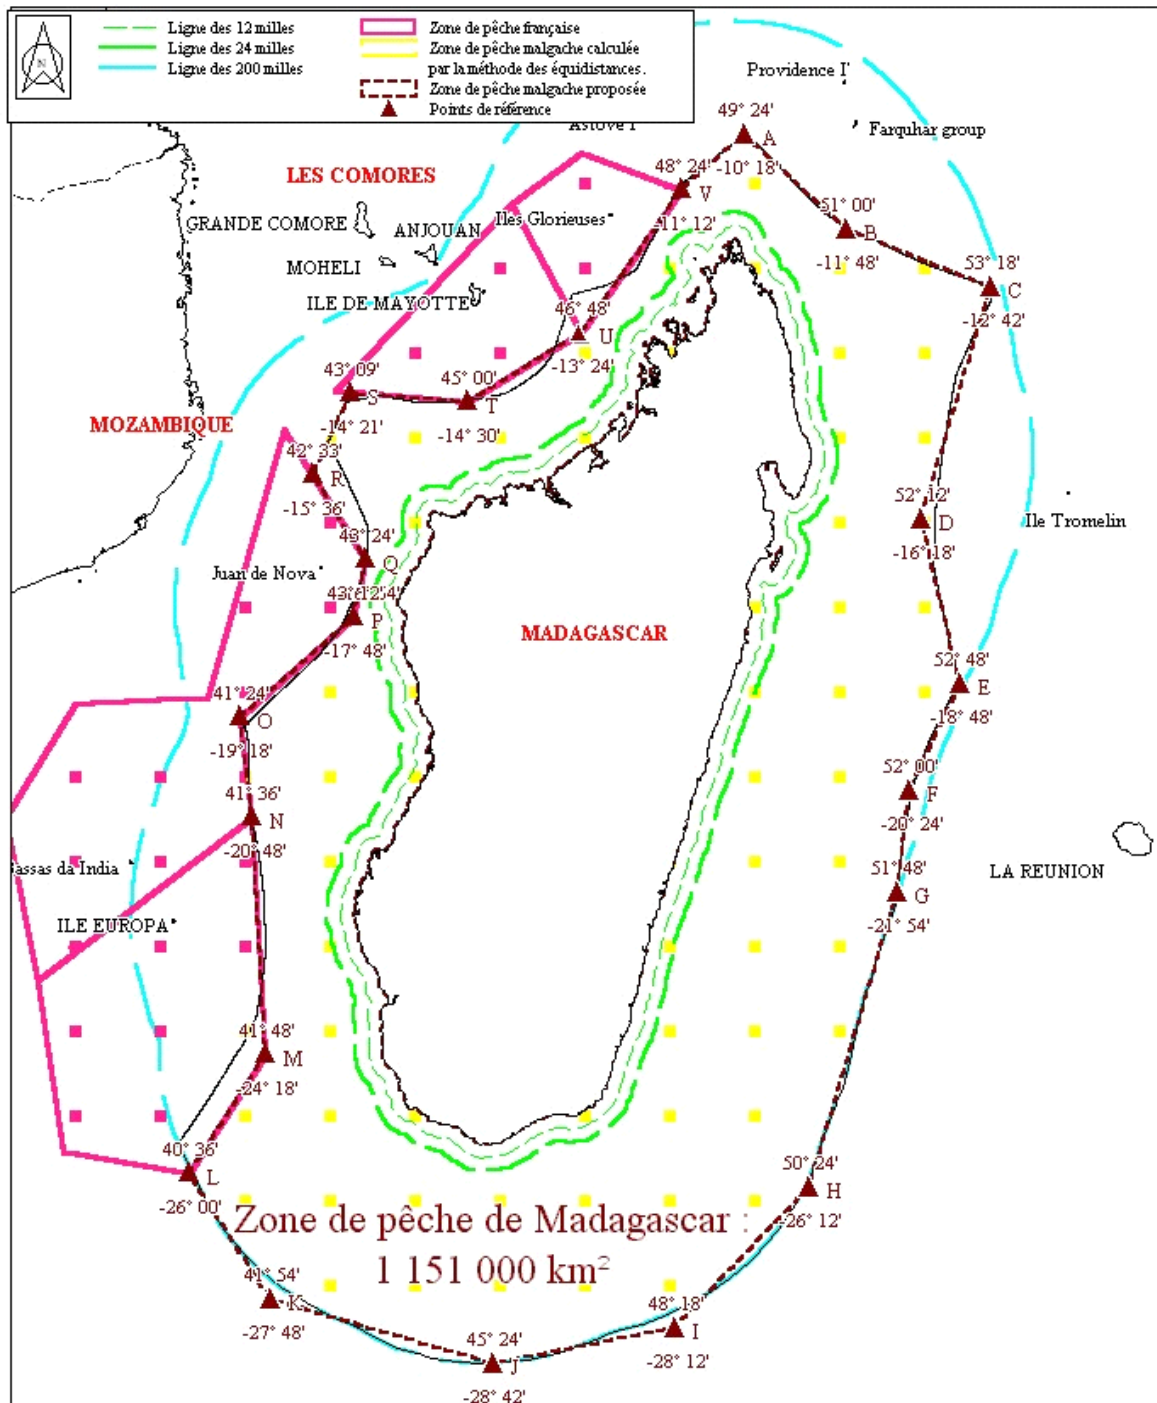 Ligne des 12 milles
Ligne des 24 milles
Ligne des 200 milles
Zone de pêche française
Zone de pêche malgache calculée
par la méthode des équidistances.
Zone de pêche malgache proposée
Points de référence
N
Providence I
Astove I
Farquhar group
49° 24'
A
-10° 18'
LES COMORES
48° 24'
V
-11° 12'
51° 00'
B
-11° 48'
GRANDE COMORE
ANJOUAN
Iles Glorieuses
MOHELI
53° 18'
C
-12° 42'
ILE DE MAYOTTE
46° 48'
U
-13° 24'
43° 09'
S
-14° 21'
45° 00'
T
-14° 30'
MOZAMBIQUE
42° 33'
R
-15° 36'
52° 12'
D
-16° 18'
Ile Tromelin
43° 24'
Q
Juan de Nova
P
-17° 48'
MADAGASCAR
52° 48'
E
-18° 48'
41° 24'
O
-19° 18'
52° 00'
F
-20° 24'
41° 36'
N
-20° 48'
assas da India
51° 48'
G
-21° 54'
LA REUNION
ILE EUROPA
41° 48'
M
-24° 18'
40° 36'
L
-26° 00'
50° 24'
H
-26° 12'
Zone de pêche de Madagascar :
1 151 000 km²
41° 54'
K
-27° 48'
48° 18'
I
-28° 12'
45° 24'
J
-28° 42'